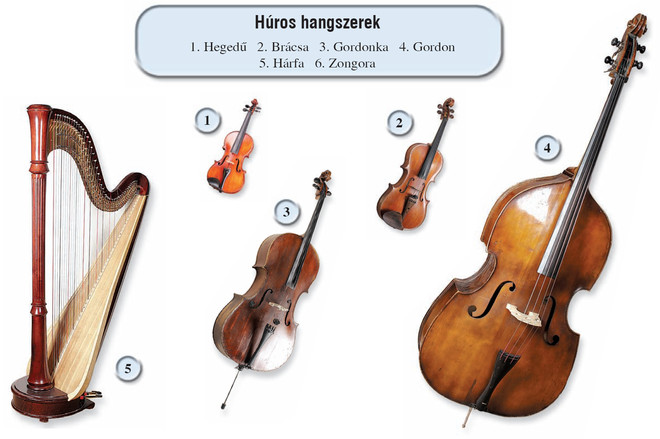 Húros hangszerek
1. Hegedű 2. Brácsa 3. Gordonka 4. Gordon
5. Hárfa 6. Zongora
1
2
3
4
5